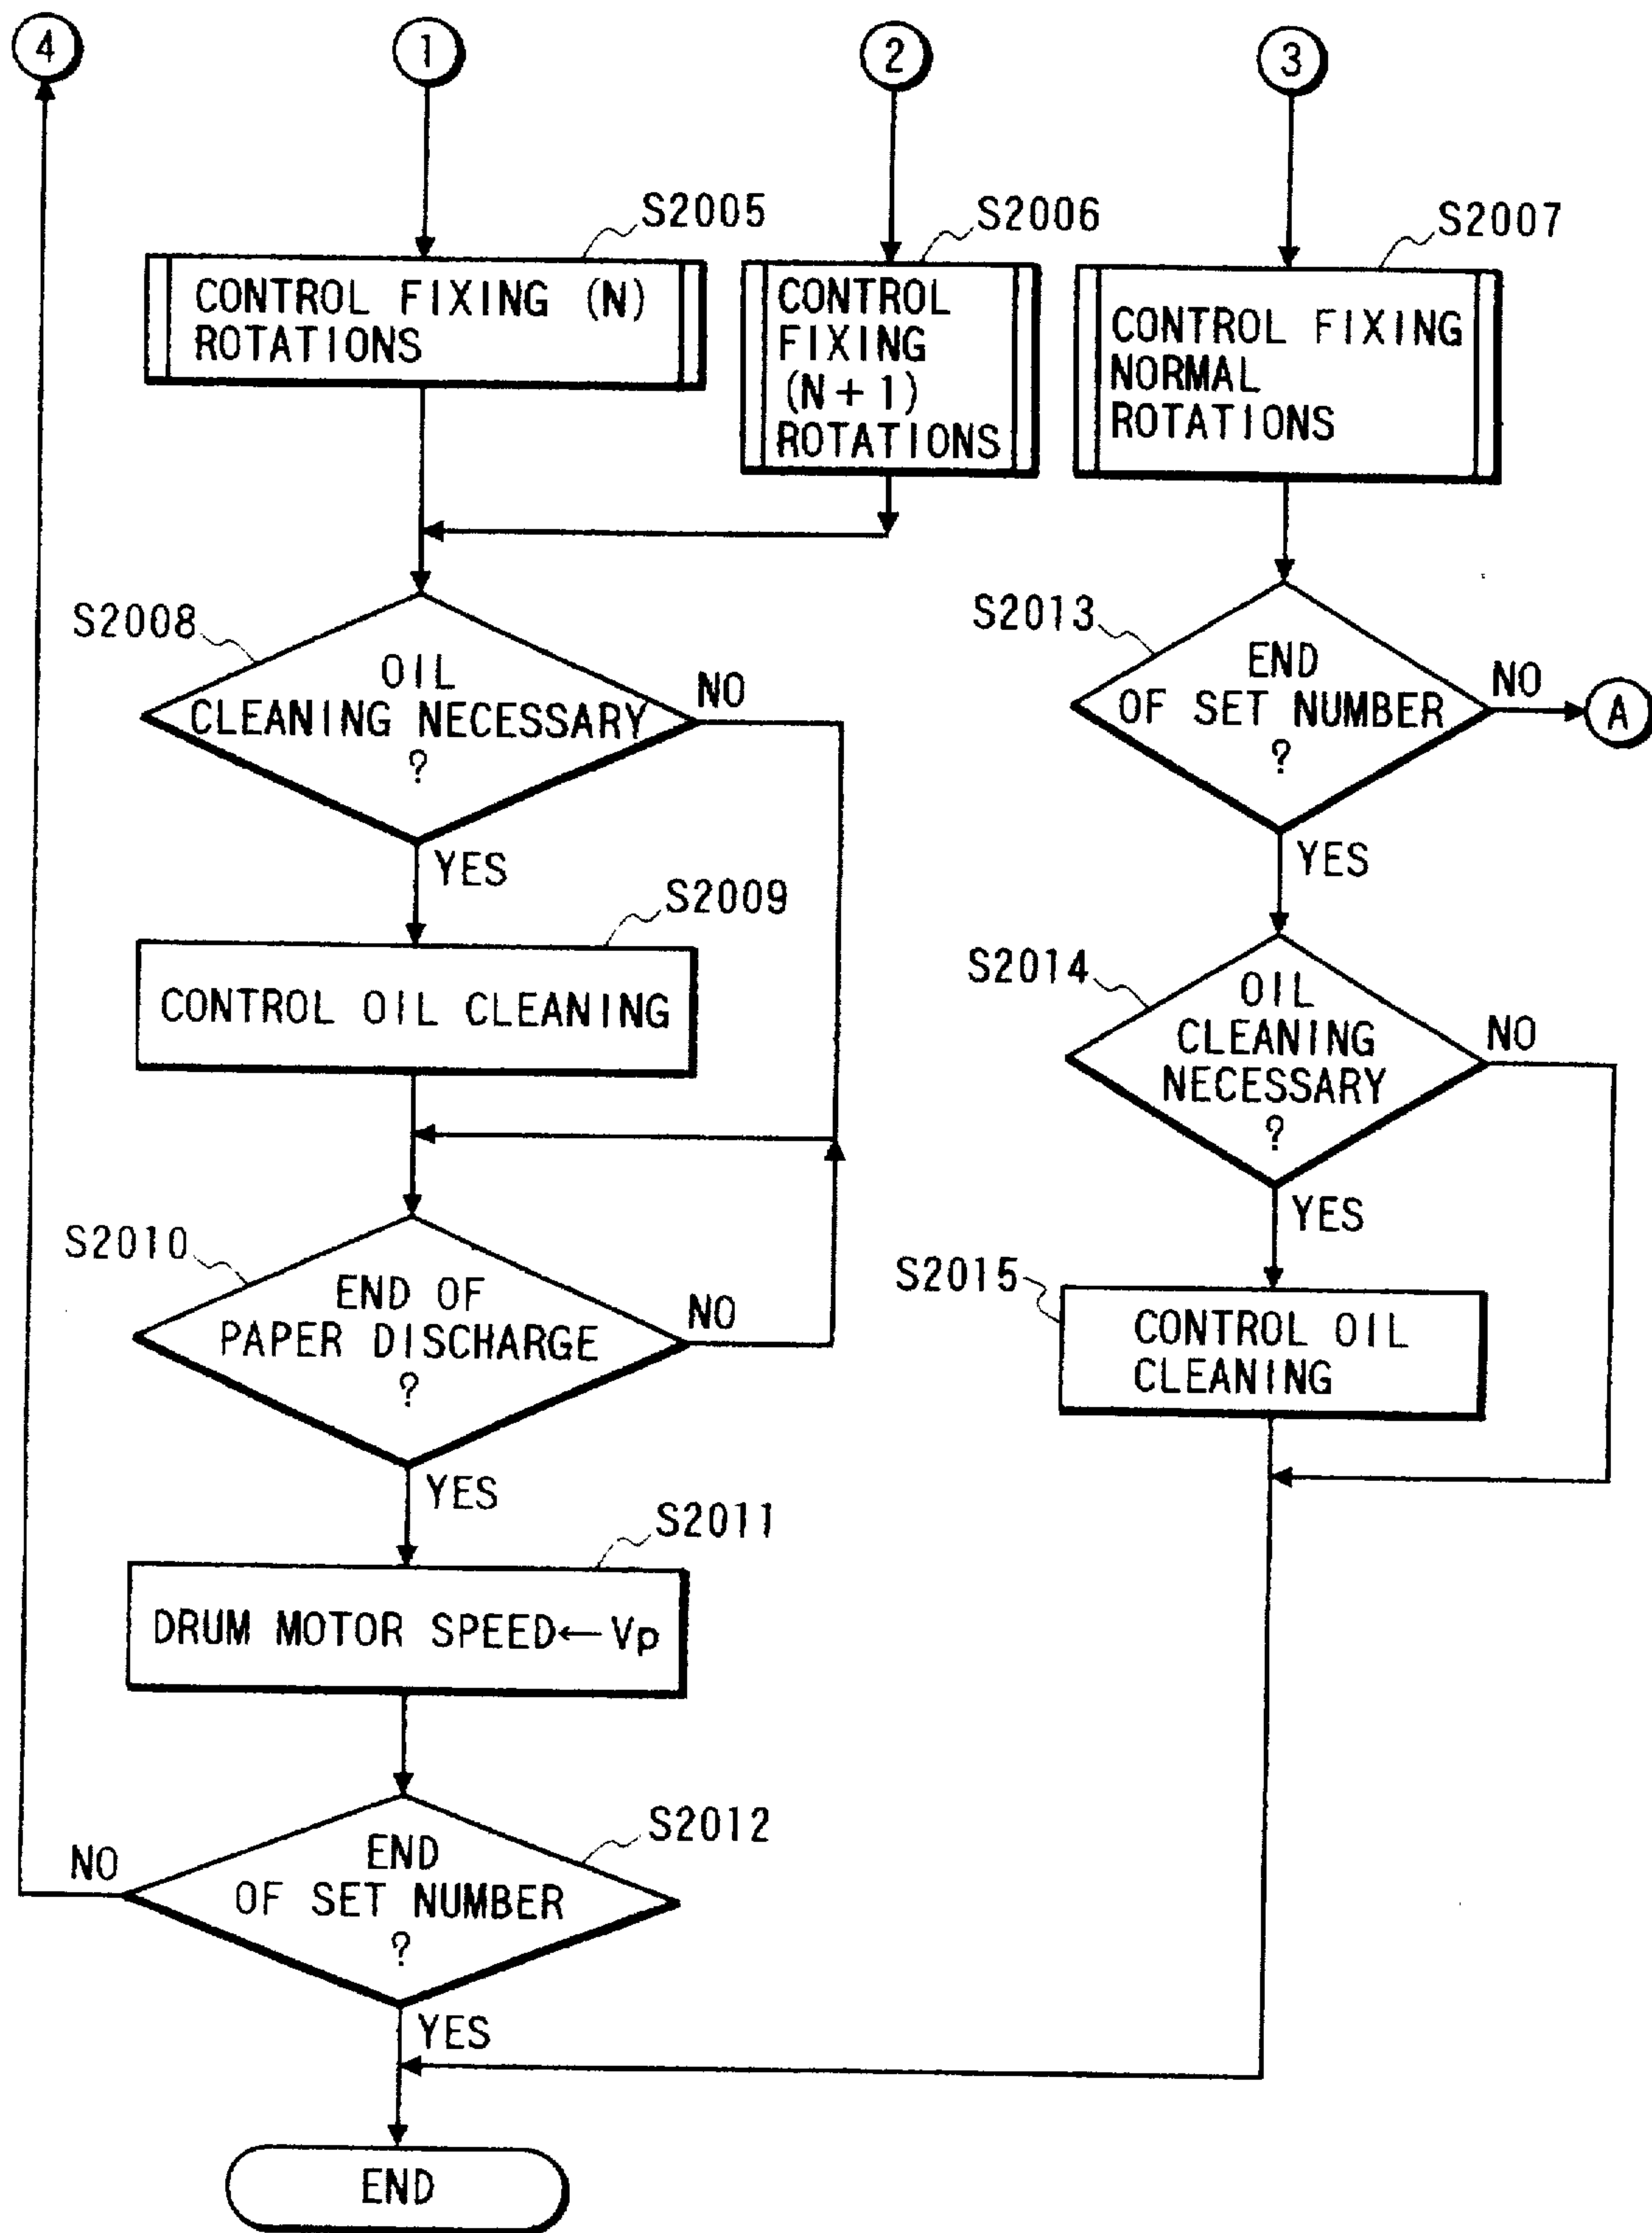 4
1
2
3
S2005
CONTROL FIXING (N)
ROTATIONS
S2006
CONTROL
FIXING
(N+1)
ROTATIONS
S2007
CONTROL FIXING
NORMAL
ROTATIONS
S2008
OIL
CLEANING NECESSARY
?
NO
YES
S2009
CONTROL OIL CLEANING
S2010
END OF
PAPER DISCHARGE
?
NO
YES
S2011
DRUM MOTOR SPEED←Vp
S2012
END
OF SET NUMBER
?
NO
YES
END
S2013
END
OF SET NUMBER
?
NO
A
YES
S2014
OIL
CLEANING
NECESSARY
?
NO
YES
S2015
CONTROL OIL
CLEANING